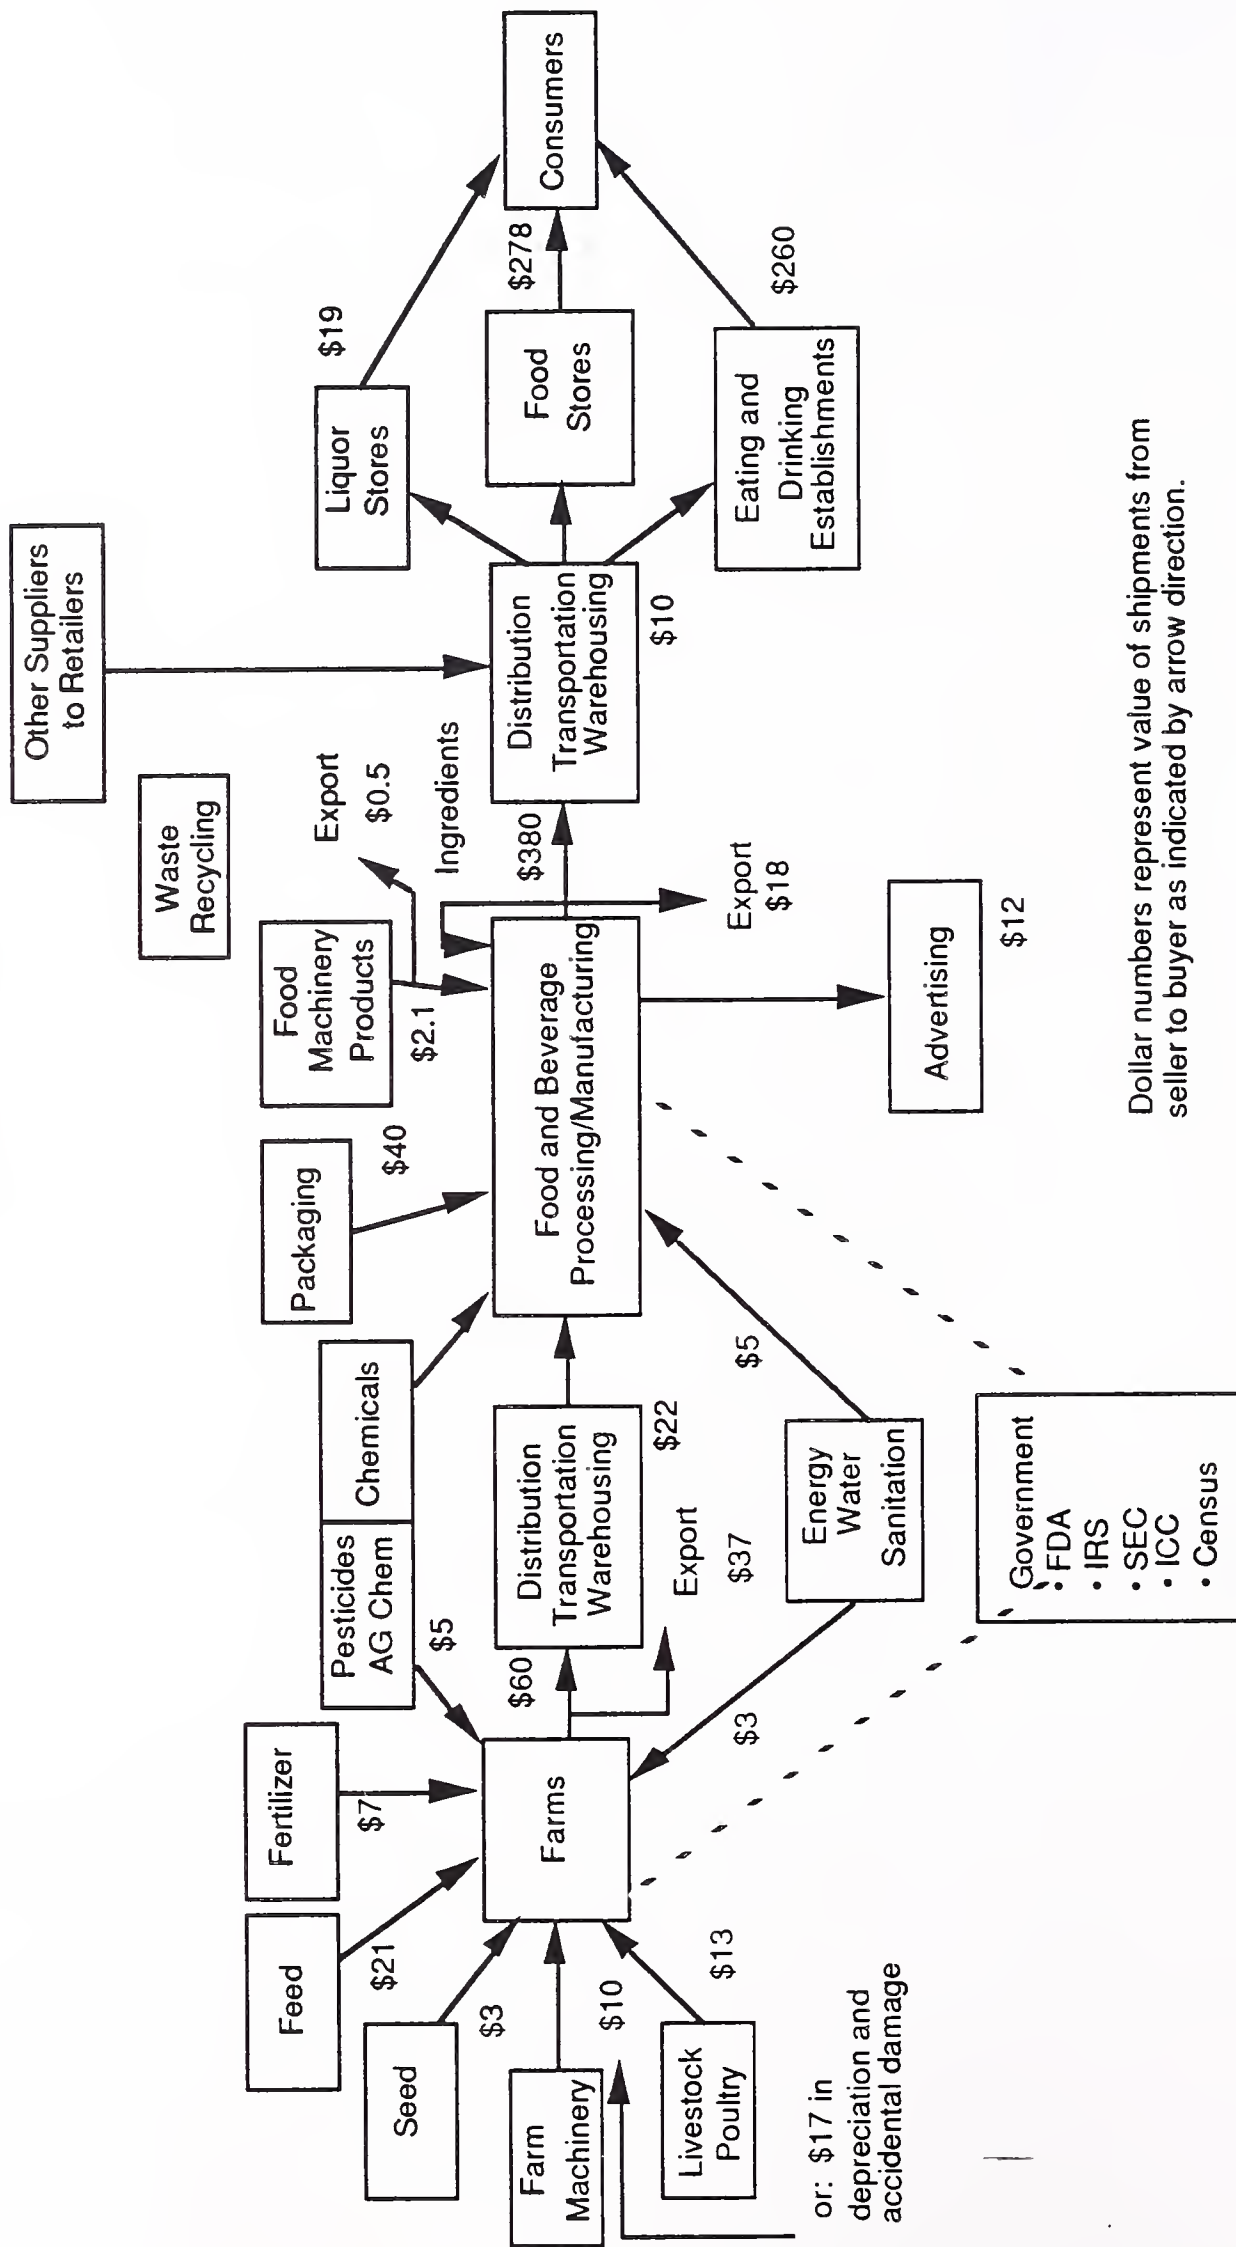 Other Suppliers
to Retailers
Waste
Recycling
Feed
Fertilizer
Packaging
Food
Machinery
Products
Export
$0.5
Seed
Pesticides
AG Chem
Chemicals
Liquor
Stores
$19
$21
$7
$5
$40
$2.1
Ingredients
$3
Farm
Machinery
Farms
$60
Distribution
Transportation
Warehousing
Food and Beverage
Processing/Manufacturing
$380
Distribution
Transportation
Warehousing
Food
Stores
$278
Consumers
$10
Livestock
Poultry
$13
$22
Export
$37
$10
Export
$18
Eating and
Drinking
Establishments
$260
$3
Energy
Water
Sanitation
$5
or: $17 in
depreciation and
accidental damage
Advertising
$12
Government
• FDA
• IRS
• SEC
• ICC
• Census
Dollar numbers represent value of shipments from
seller to buyer as indicated by arrow direction.